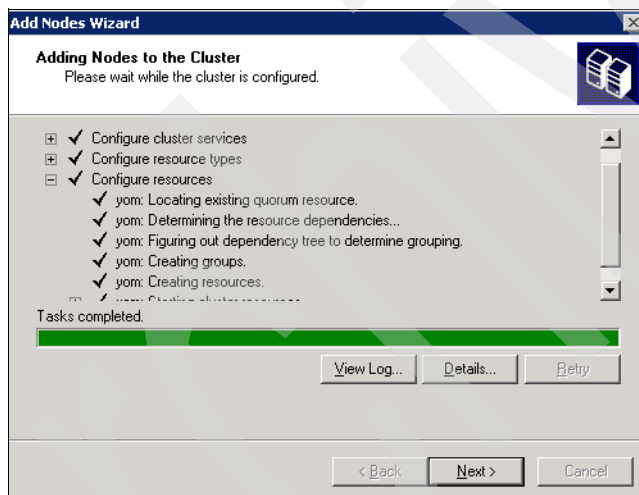 Add Nodes Wizard
Adding Nodes to the Cluster
Please wait while the cluster is configured.
Configure cluster services
Configure resource types
Configure resources
yom: Locating existing quorum resource.
yom: Determining the resource dependencies...
yom: Figuring out dependency tree to determine grouping.
yom: Creating groups.
yom: Creating resources.
Tasks completed.
View Log... Details... Retry
< Back Next > Cancel